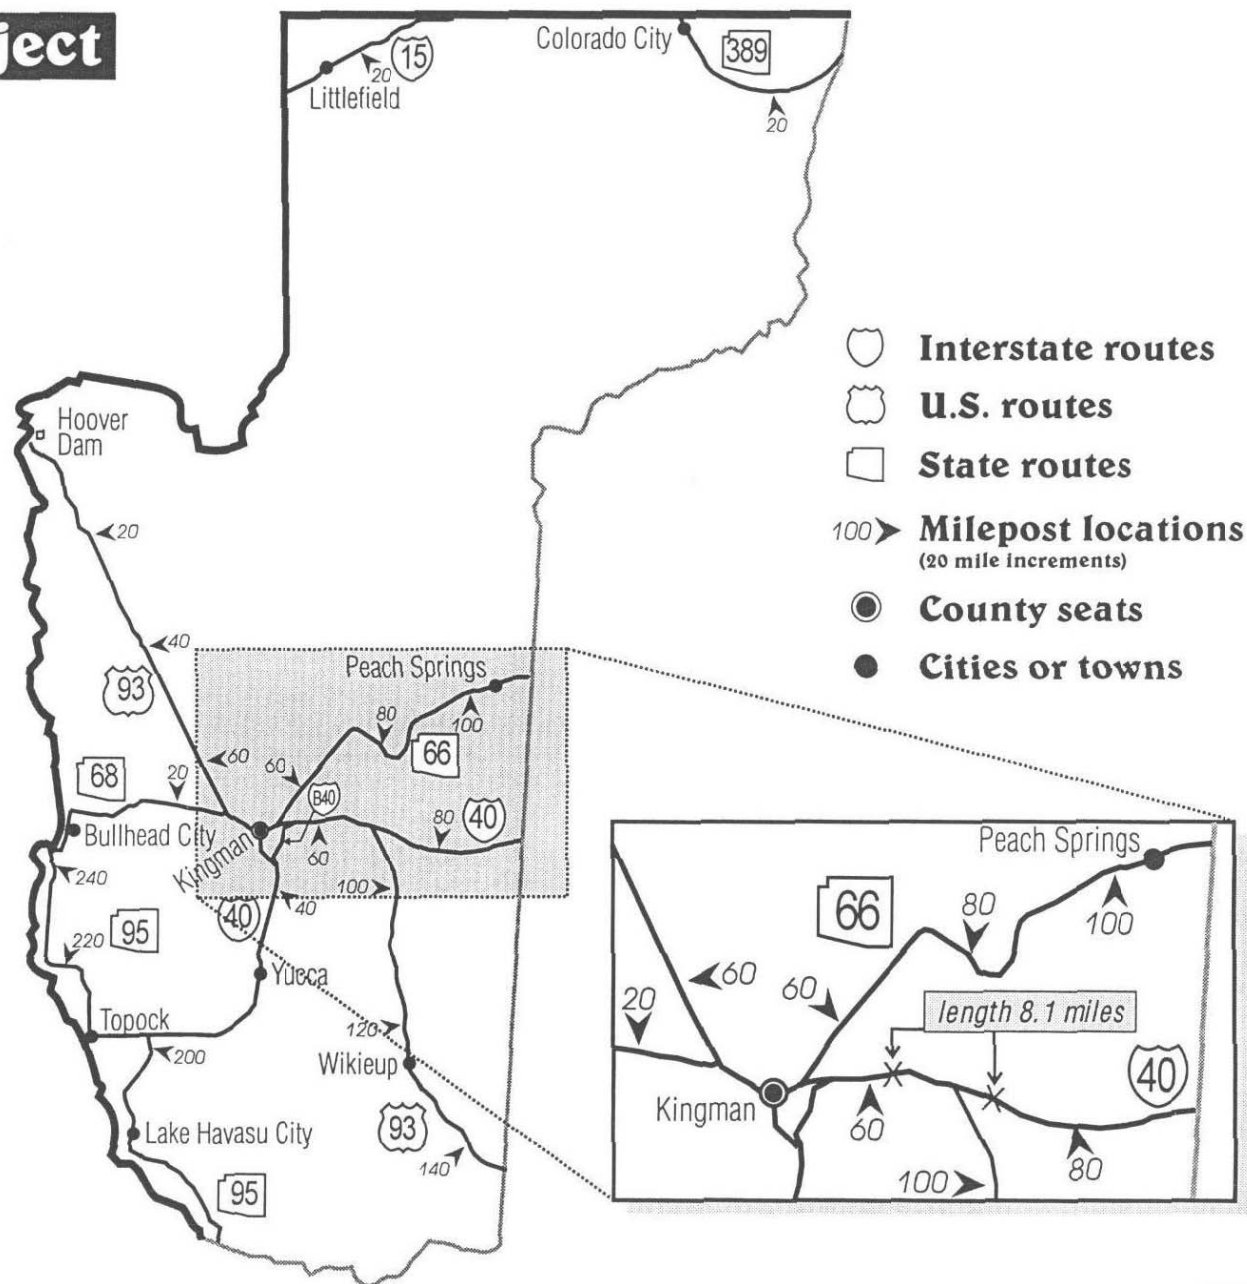 ject
Colorado City
389
15
20
Littlefield
20
Interstate routes
U.S. routes
State routes
100 Milepost locations
(20 mile increments)
County seats
Cities or towns
Hoover
Dam
20
40
93
60
Peach Springs
80
100
66
60
68
20
B40
40
80
Bullhead City
Kingman
60
100
40
240
40
95
220
Yucca
Topock
200
120
Wikieup
93
Lake Havasu City
140
95
Peach Springs
66
80
100
60
60
20
length 8.1 miles
40
Kingman
60
100
80